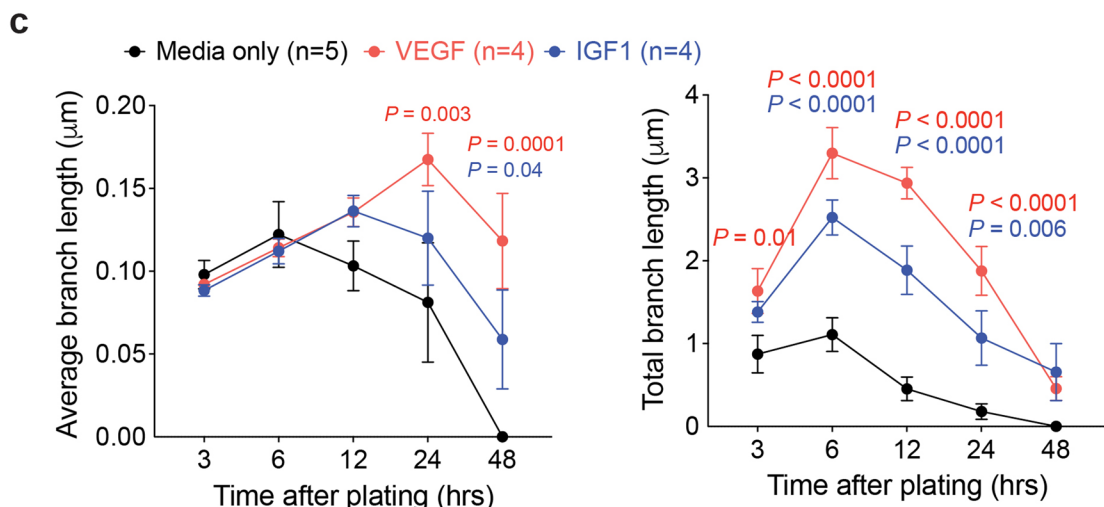 c
Media only (n=5) VEGF (n=4) IGF1 (n=4)
Average branch length (μm)
0.20
0.15
0.10
0.05
0.00
P = 0.003
P = 0.0001
P = 0.04
3 6 12 24 48
Time after plating (hrs)
Total branch length (μm)
4
3
2
1
0
P < 0.0001
P < 0.0001
P < 0.0001
P < 0.0001
P < 0.0001
P = 0.006
P = 0.01
3 6 12 24 48
Time after plating (hrs)